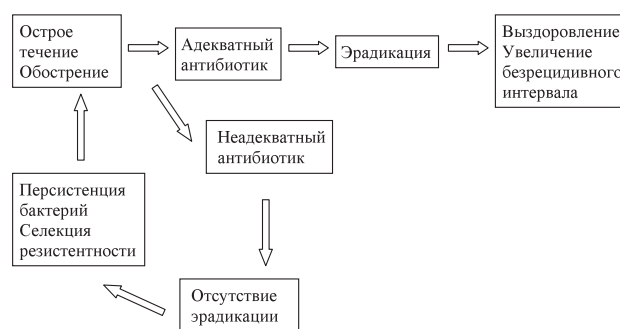 Острое
течение
Обострение
Адекватный
антибиотик
Эрадикация
Выздоровление
Увеличение
безрецидивного
интервала
Неадекватный
антибиотик
Персистенция
бактерий
Селекция
резистентности
Отсутствие
эрадикации